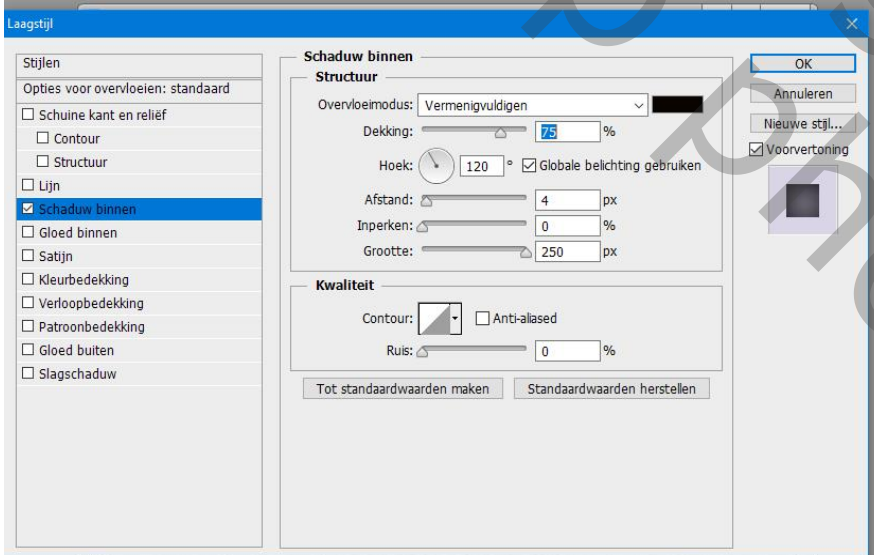 Laagstijl
Stijlen
Opties voor overvloeien: standaard
Schuine kant en reliëf
Contour
Structuur
Lijn
Schaduw binnen
Gloed binnen
Satijn
Kleurbedekking
Verloopbedekking
Patroonbedekking
Gloed buiten
Slagschaduw
Schaduw binnen
Structuur
Overvloeimodus: Vermenigvuldigen
Dekking: 75 %
Hoek: 120 ° Globale belichting gebruiken
Afstand: 4 px
Inperken: 0 %
Grootte: 250 px
Kwaliteit
Contour: Anti-aliased
Ruis: 0 %
Tot standaardwaarden maken Standaardwaarden herstellen
OK
Annuleren
Nieuwe stijl...
Voorvertoning